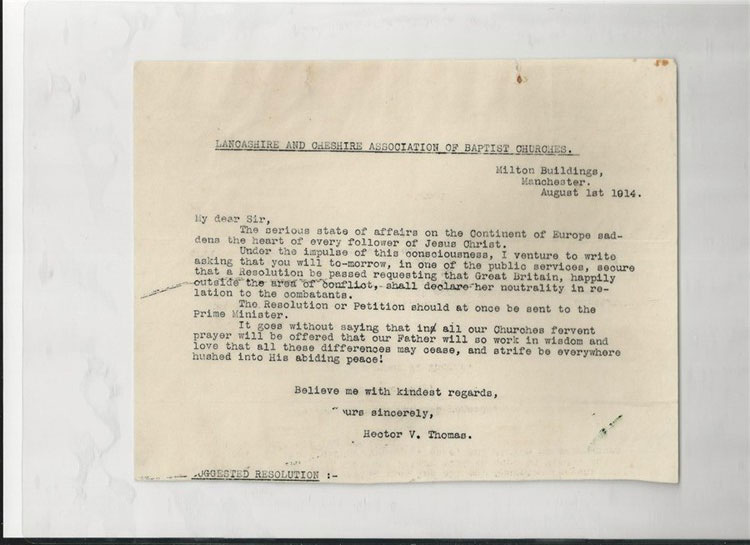 LANCASHIRE AND CHESHIRE ASSOCIATION OF BAPTIST CHURCHES.
Milton Buildings,
Manchester.
August 1st 1914.
My dear Sir,
The serious state of affairs on the Continent of Europe sad-
dens the heart of every follower of Jesus Christ.
Under the impulse of this consciousness, I venture to write
asking that you will to-morrow, in one of the public services, secure
that a Resolution be passed requesting that Great Britain, happily
outside the area of conflict, shall declare her neutrality in re-
lation to the combatants.
The Resolution or Petition should at once be sent to the
Prime Minister.
It goes without saying that in all our Churches fervent
prayer will be offered that our Father will so work in wisdom and
love that all these differences may cease, and strife be everywhere
hushed into His abiding peace!
Believe me with kindest regards,
urs sincerely,
Hector V. Thomas.
UGGESTED RESOLUTION :-